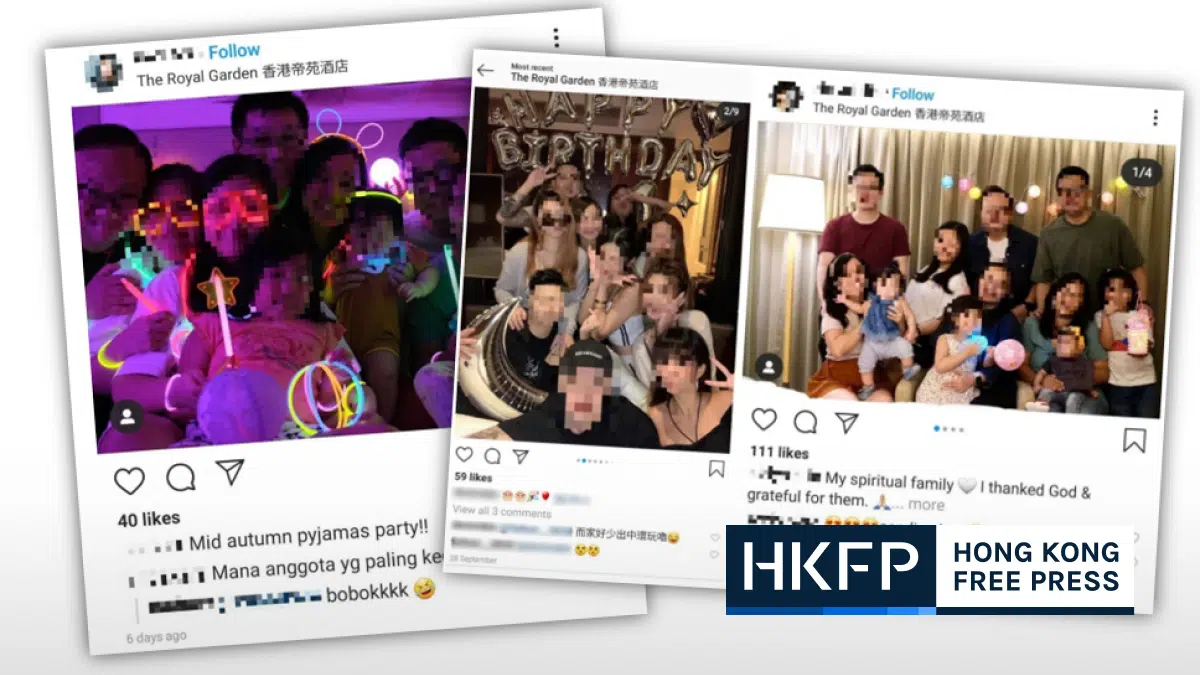 Follow
The Royal Garden 香港帝苑酒店
40 likes
Mid autumn pyjamas party!!
Mana anggota yg paling ke
bobokkkk 🤣
6 days ago
Most recent
The Royal Garden 香港帝苑酒店
2/9
HAPPY
BIRTHDAY
59 likes
View all 3 comments
而家好少出中環玩嚕😄
28 September
Follow
The Royal Garden 香港帝苑酒店
1/4
111 likes
My spiritual family 🤍 I thanked God &
grateful for them. 🙏... more
HKFP
HONG KONG
FREE PRESS